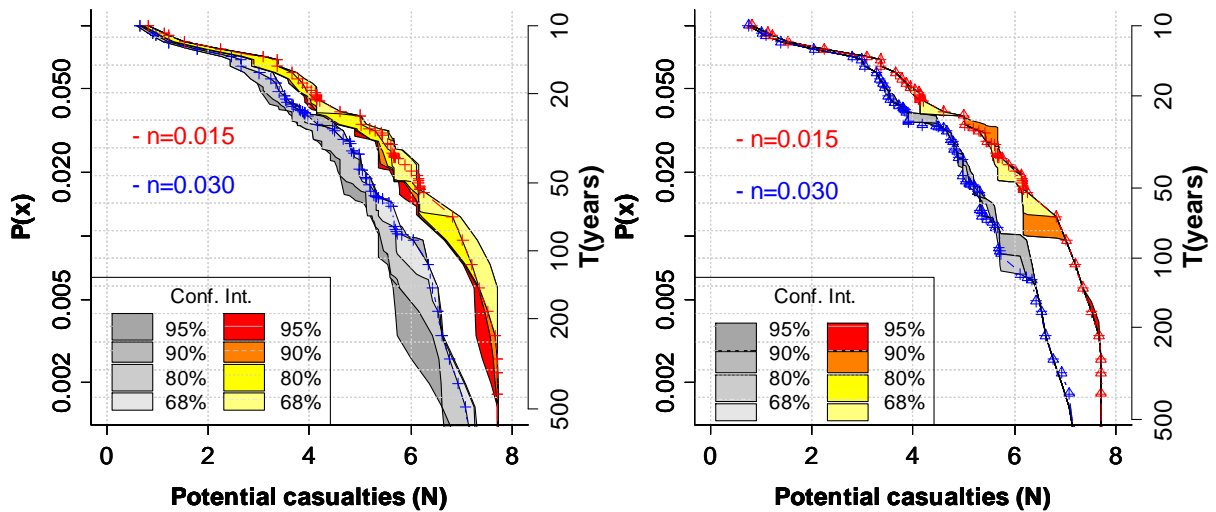 P(x)
0.050
0.020
0.005
0.002
- n=0.015
- n=0.030
Conf. Int.
95% 95%
90% 90%
80% 80%
68% 68%
0 2 4 6 8
Potential casualties (N)
10
20
50
100
200
500
T(years)
P(x)
0.050
0.020
0.005
0.002
- n=0.015
- n=0.030
Conf. Int.
95% 95%
90% 90%
80% 80%
68% 68%
0 2 4 6 8
Potential casualties (N)
10
20
50
100
200
500
T(years)